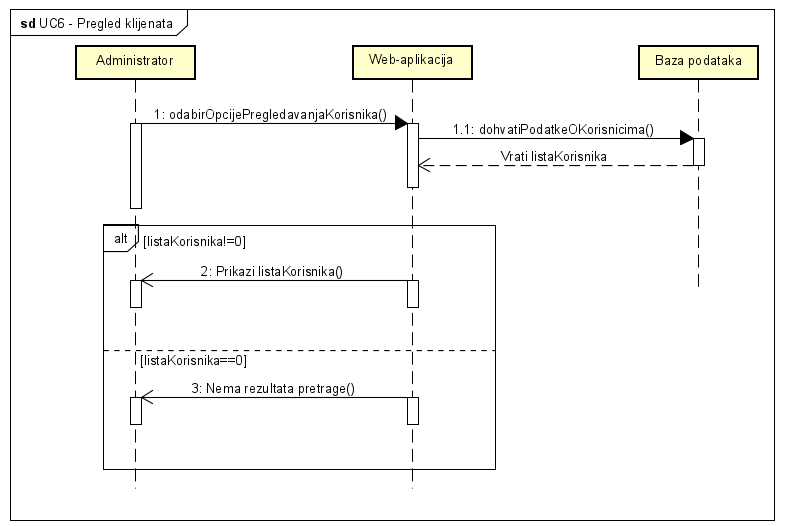 sd UC6 - Pregled klijenata
Administrator
Web-aplikacija
Baza podataka
1: odabirOpcijePregledavanjaKorisnika()
1.1: dohvatiPodatkeOKorisnicima()
Vrati listaKorisnika
alt
[listaKorisnika!=0]
2: Prikazi listaKorisnika()
[listaKorisnika==0]
3: Nema rezultata pretrage()